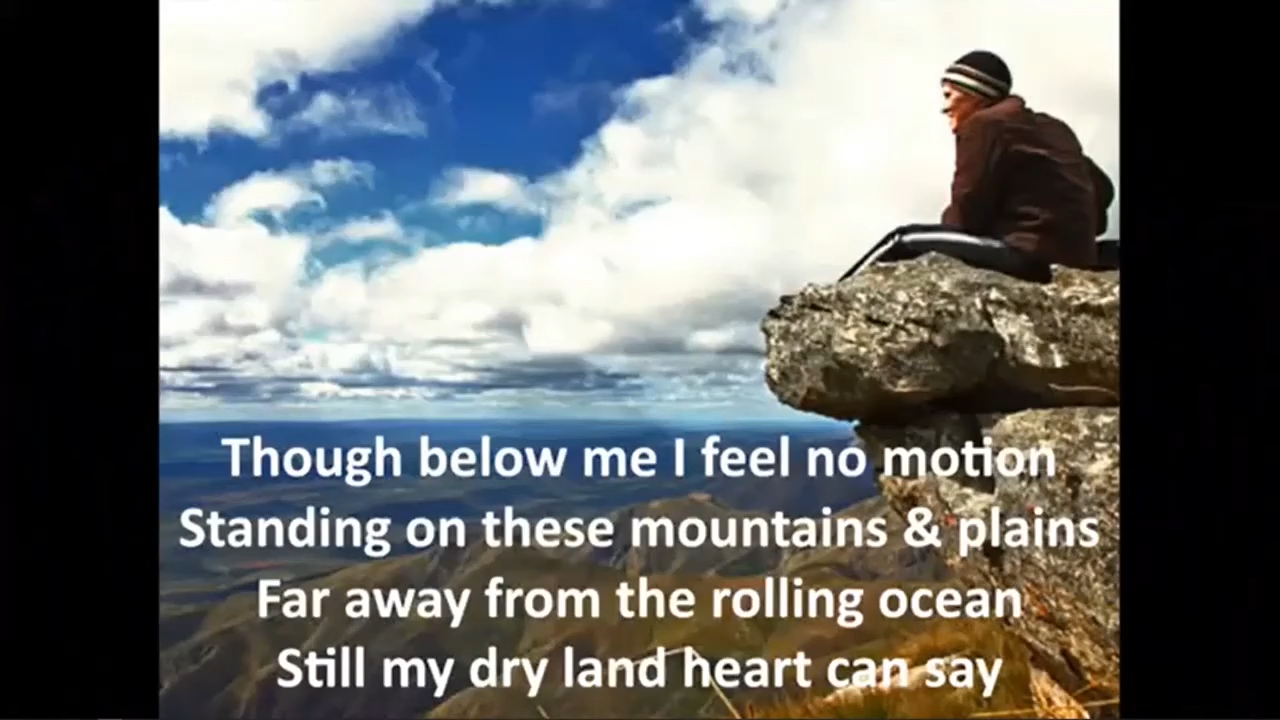 Though below me I feel no motion
Standing on these mountains & plains
Far away from the rolling ocean
Still my dry land heart can say